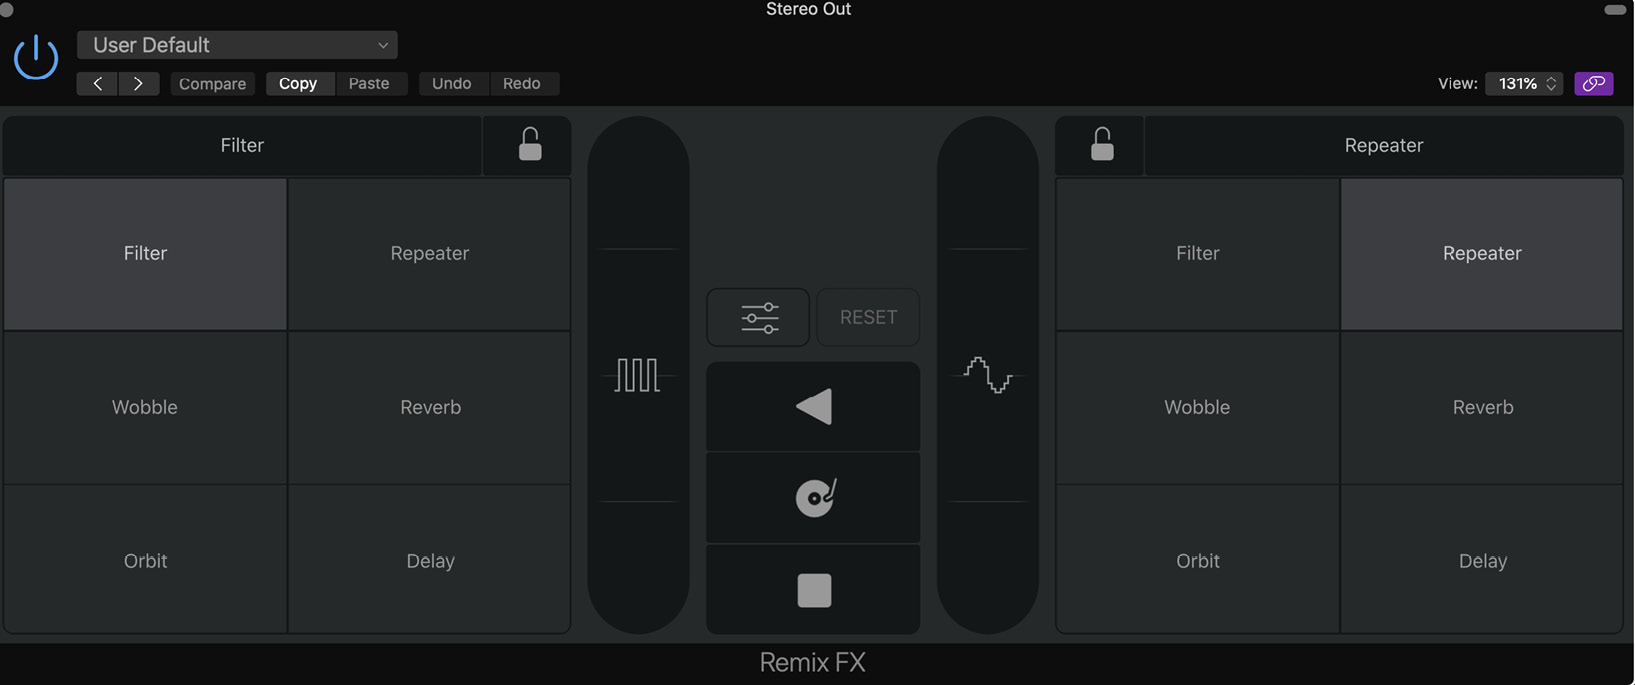 Stereo Out
User Default
Compare Copy Paste Undo Redo View: 131%
Filter Repeater
Filter Repeater Filter Repeater
RESET
Wobble Reverb Wobble Reverb
Orbit Delay Orbit Delay
Remix FX